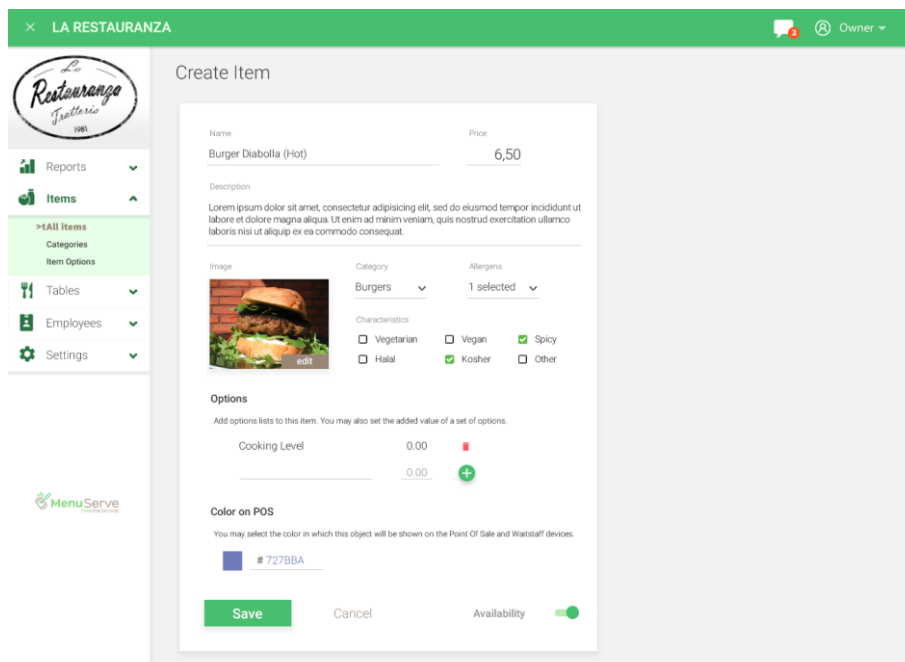 × LA RESTAURANZA
3
Owner
La
Restauranza
Trattoria
1981
Reports
Items
>tAll items
Categories
Item Options
Tables
Employees
Settings
MenuServe
Create Item
Name
Price
Burger Diabolla (Hot)
6,50
Description
Lorem ipsum dolor sit amet, consectetur adipisicing elit, sed do eiusmod tempor incididunt ut
labore et dolore magna aliqua. Ut enim ad minim veniam, quis nostrud exercitation ullamco
laboris nisi ut aliquip ex ea commodo consequat.
Image
Category
Allergens
Burgers
1 selected
Characteristics
Vegetarian Vegan Spicy
Halal Kosher Other
edit
Options
Add options lists to this item. You may also set the added value of a set of options.
Cooking Level 0.00
0.00
Color on POS
You may select the color in which this object will be shown on the Point Of Sale and Waitstaff devices.
# 727BBA
Save Cancel Availability